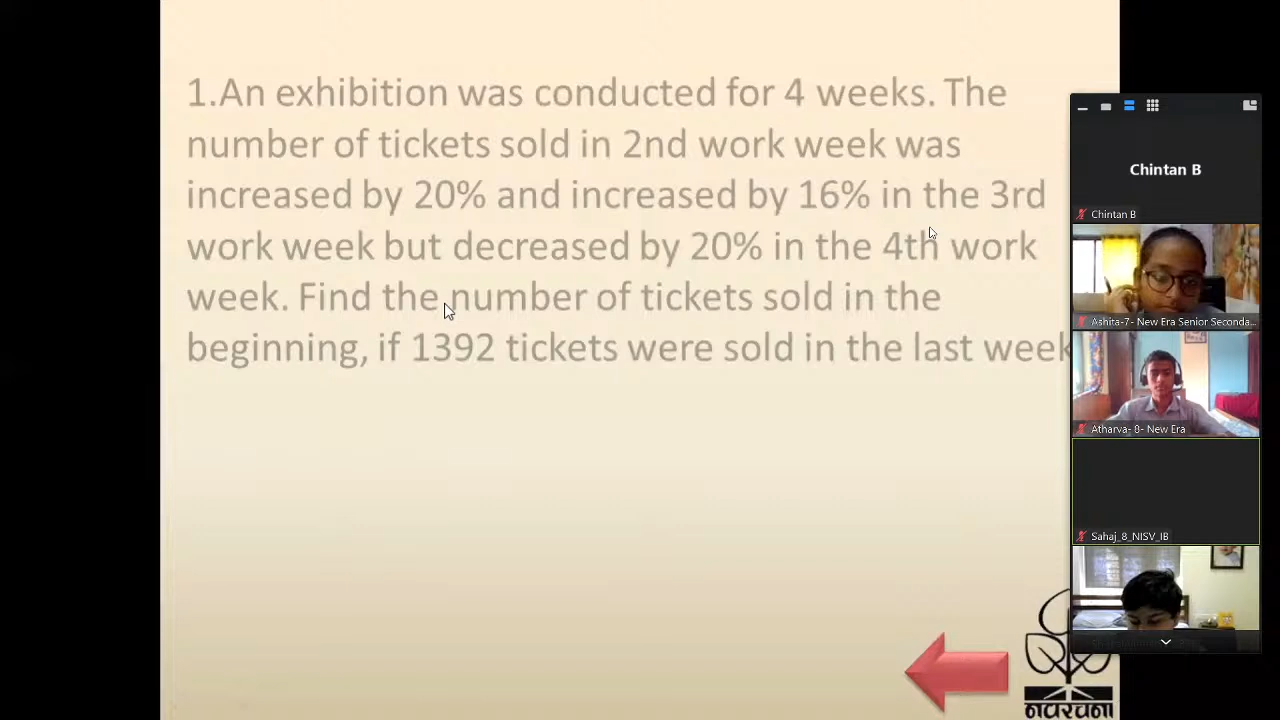 1.An exhibition was conducted for 4 weeks. The
number of tickets sold in 2nd work week was
increased by 20% and increased by 16% in the 3rd
work week but decreased by 20% in the 4th work
week. Find the number of tickets sold in the
beginning, if 1392 tickets were sold in the last week
Chintan B
Chintan B
Ashita-7- New Era Senior Seconda...
Atharva- 8- New Era
Sahaj_8_NISV_IB
नवरचना